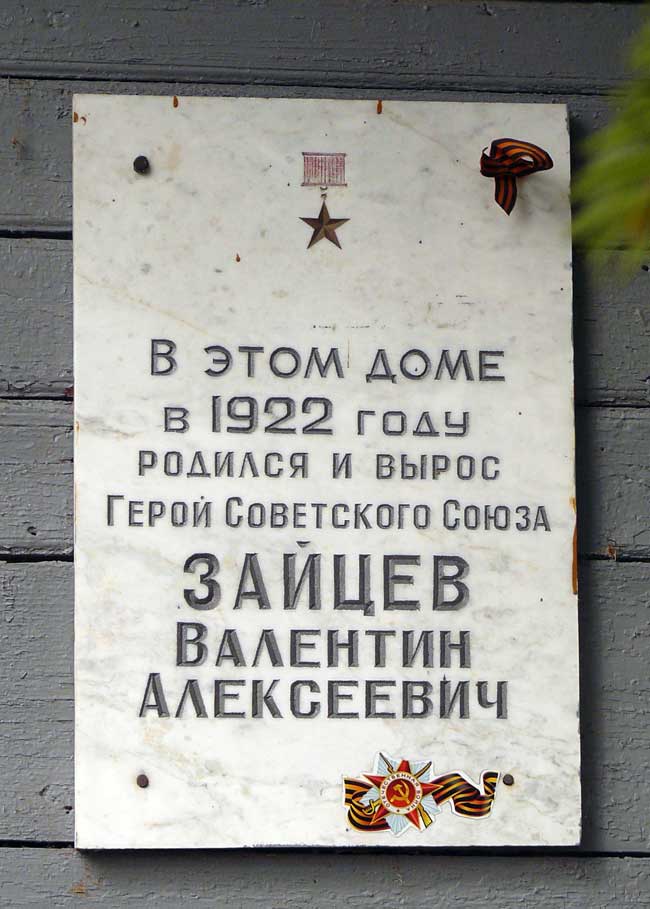 В ЭТОМ ДОМЕ
В 1922 ГОДУ
РОДИЛСЯ И ВЫРОС
ГЕРОЙ СОВЕТСКОГО СОЮЗА
ЗАЙЦЕВ
ВАЛЕНТИН
АЛЕКСЕЕВИЧ